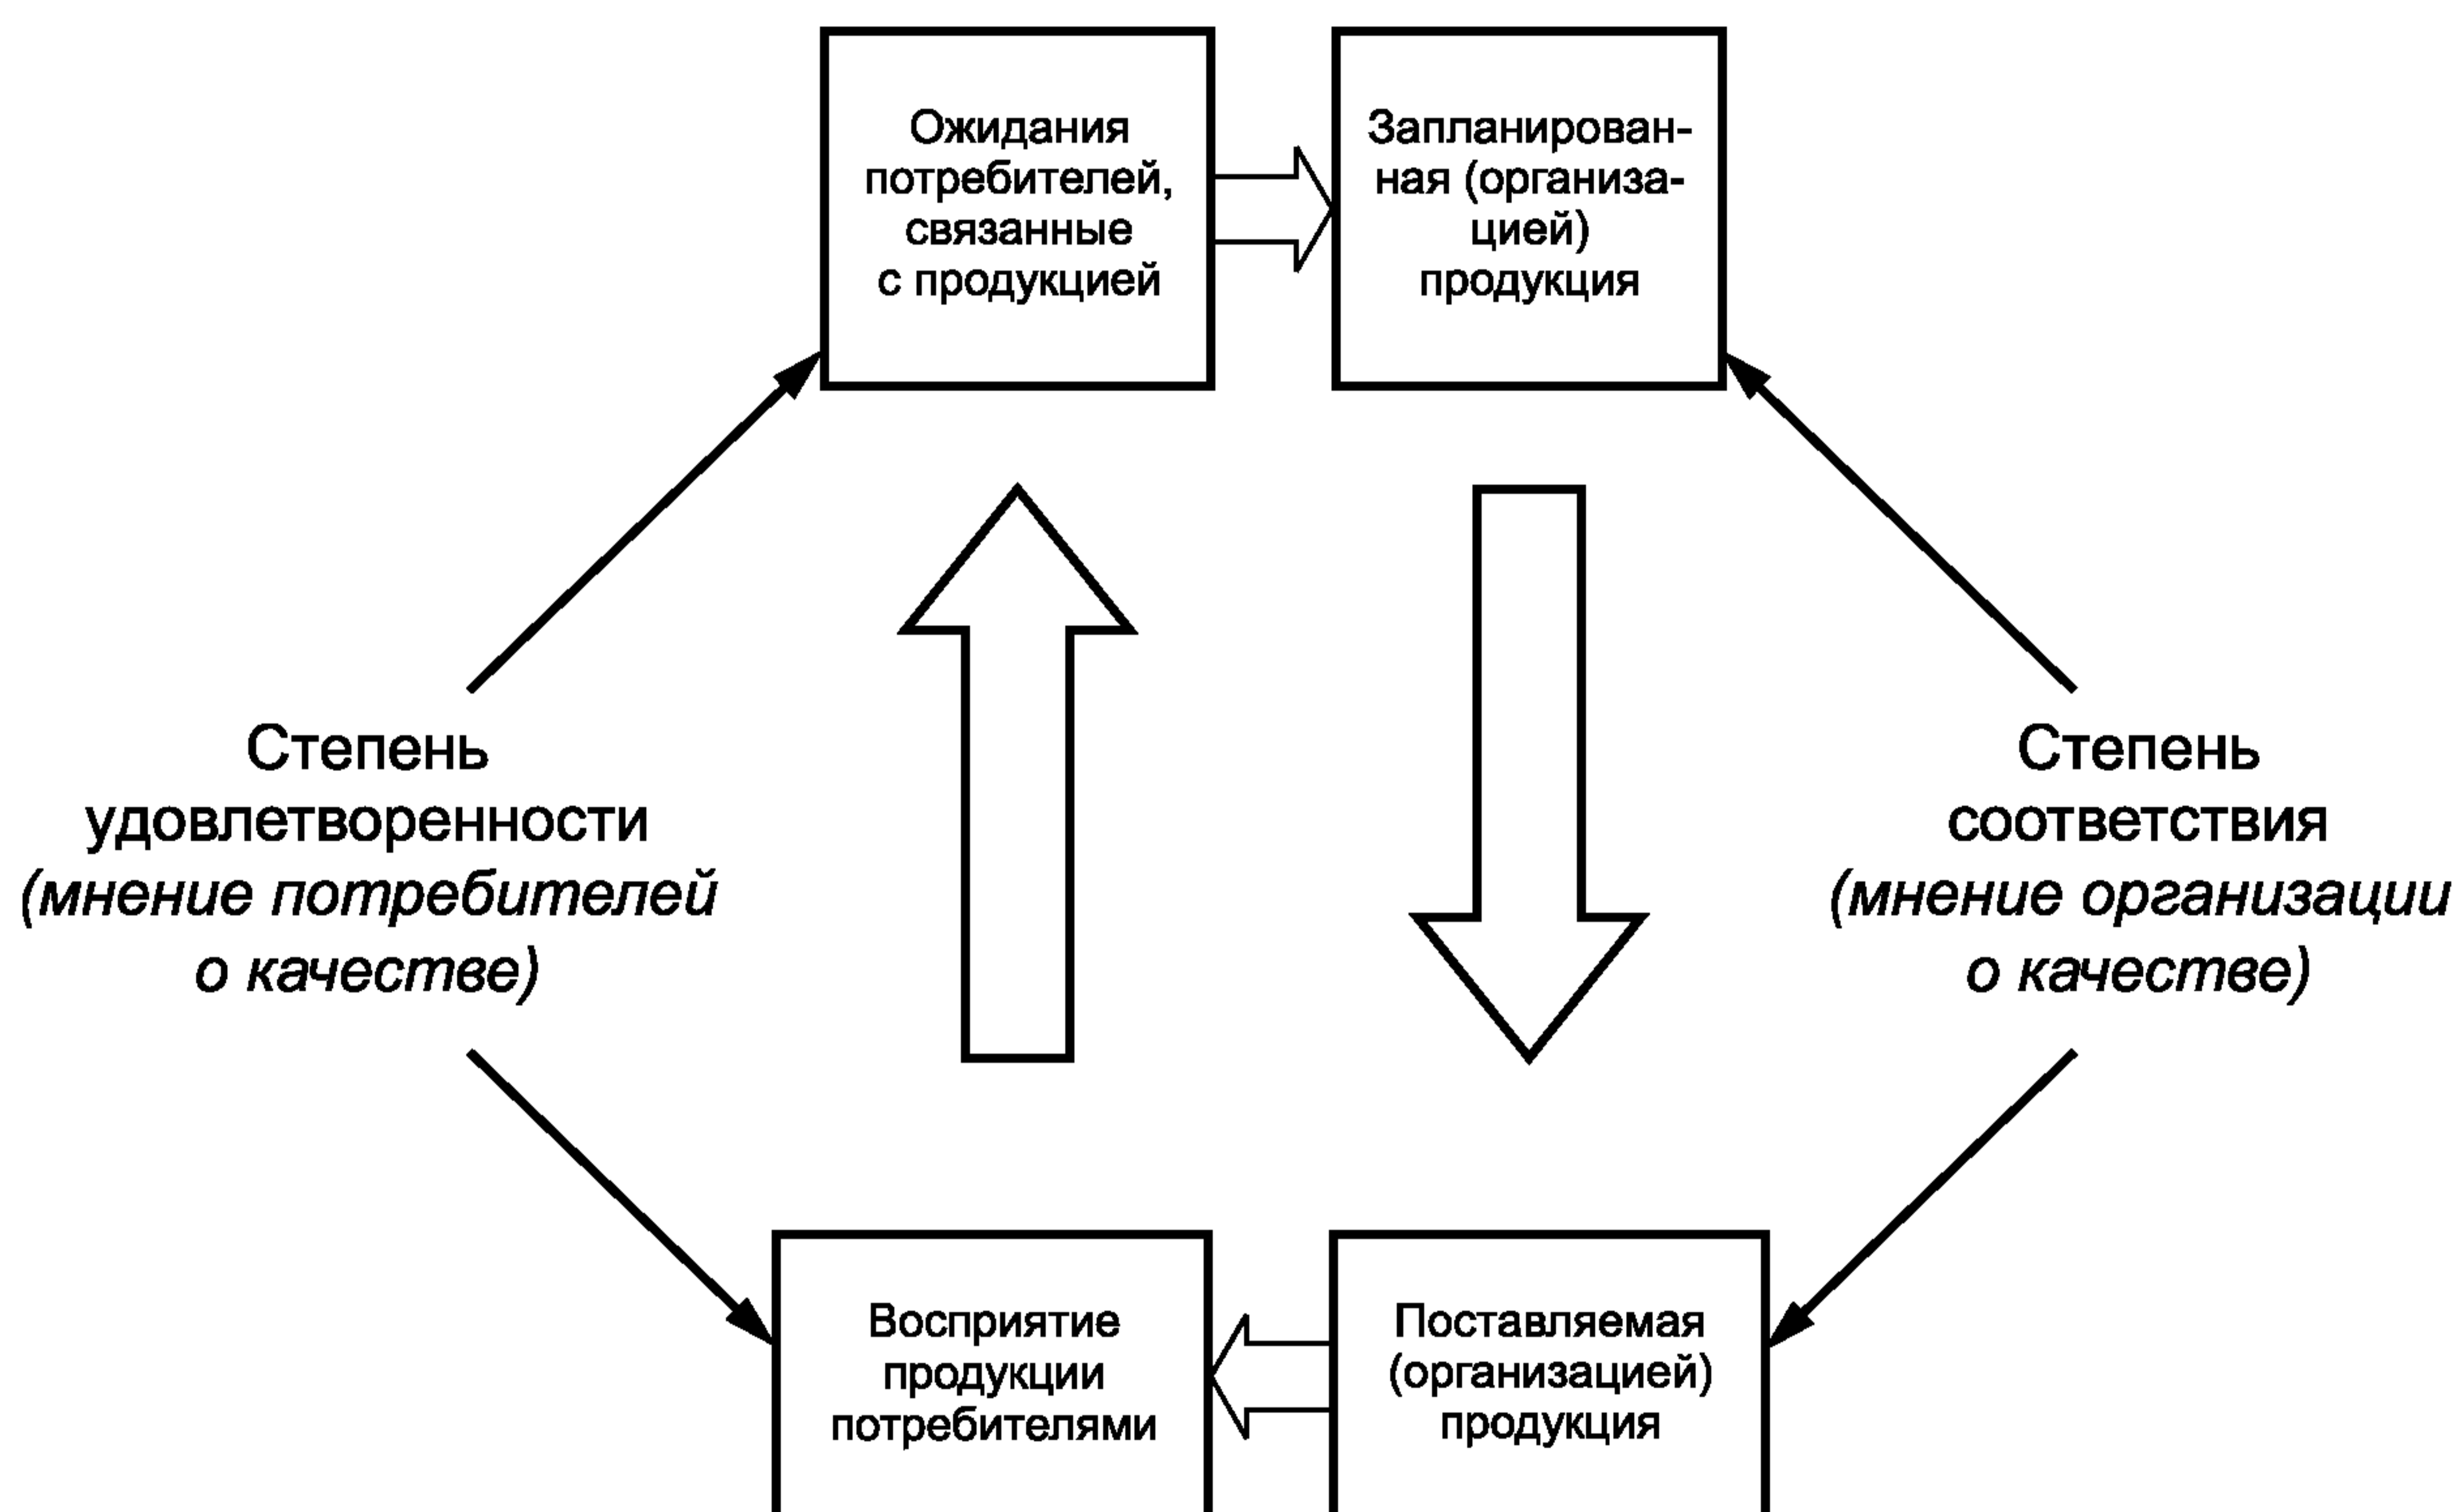 Ожидания
потребителей,
связанные
с продукцией
Запланирован-
ная (организа-
цией)
продукция
Степень
удовлетворенности
(мнение потребителей
о качестве)
Степень
соответствия
(мнение организации
о качестве)
Восприятие
продукции
потребителями
Поставляемая
(организацией)
продукция